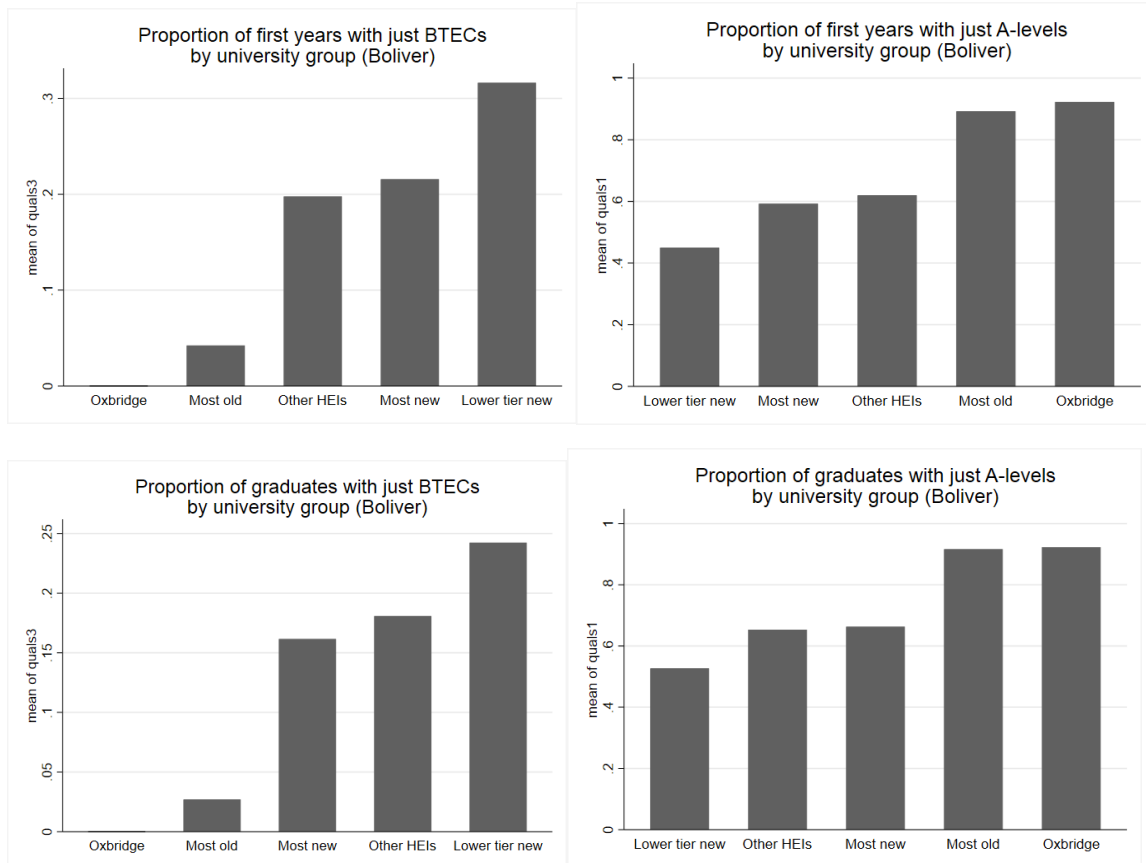 Proportion of first years with just BTECs
by university group (Boliver)
mean of quals3
.3
.2
.1
0
Oxbridge Most old Other HEIs Most new Lower tier new
Proportion of first years with just A-levels
by university group (Boliver)
mean of quals1
1
.8
.6
.4
.2
0
Lower tier new Most new Other HEIs Most old Oxbridge
Proportion of graduates with just BTECs
by university group (Boliver)
mean of quals3
.25
.2
.15
.1
.05
0
Oxbridge Most old Most new Other HEIs Lower tier new
Proportion of graduates with just A-levels
by university group (Boliver)
mean of quals1
1
.8
.6
.4
.2
0
Lower tier new Other HEIs Most new Most old Oxbridge